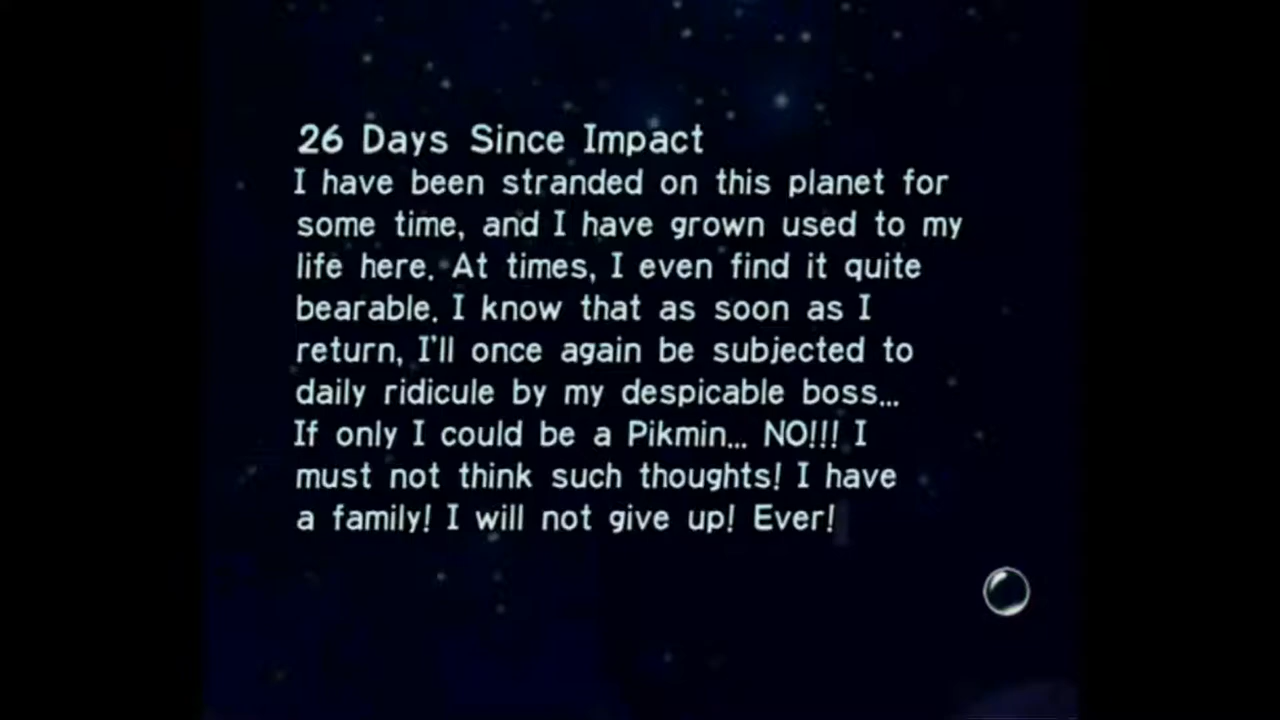 26 Days Since Impact
I have been stranded on this planet for
some time, and I have grown used to my
life here. At times, I even find it quite
bearable. I know that as soon as I
return, I'll once again be subjected to
daily ridicule by my despicable boss...
If only I could be a Pikmin... NO!!! I
must not think such thoughts! I have
a family! I will not give up! Ever!